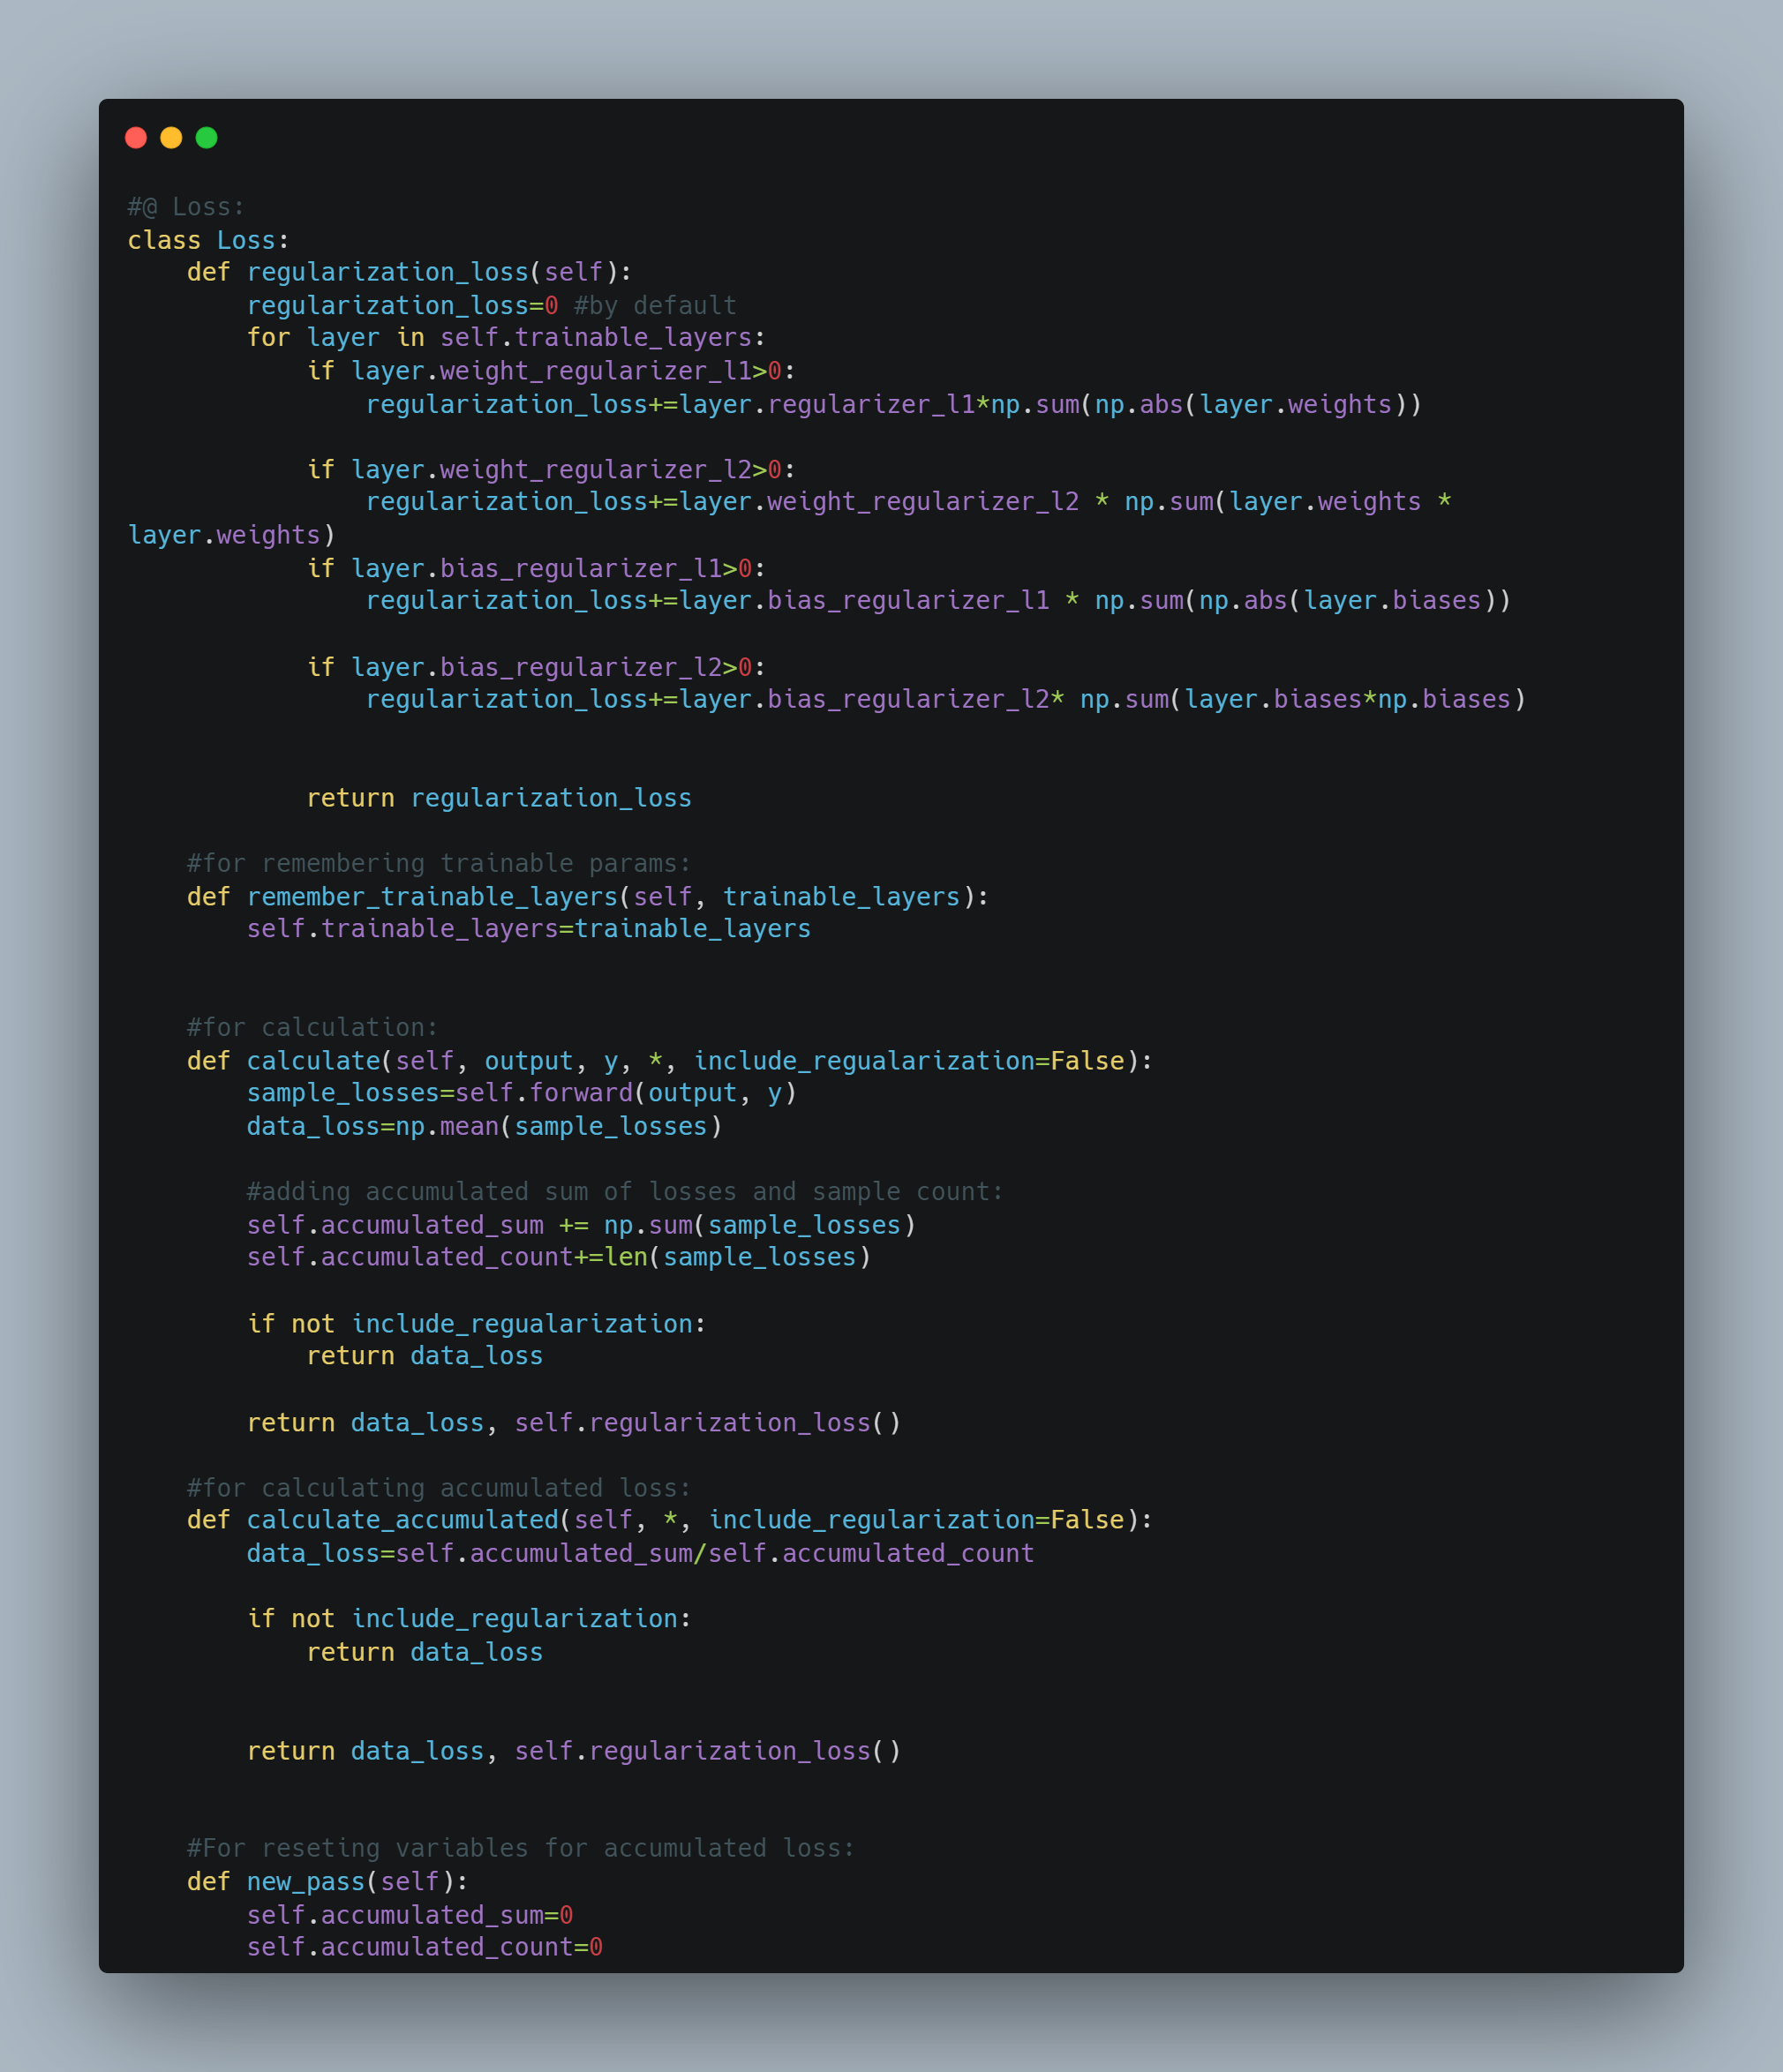 #@ Loss:
class Loss:
    def regularization_loss(self):
        regularization_loss=0 #by default
        for layer in self.trainable_layers:
            if layer.weight_regularizer_l1>0:
                regularization_loss+=layer.regularizer_l1*np.sum(np.abs(layer.weights))

            if layer.weight_regularizer_l2>0:
                regularization_loss+=layer.weight_regularizer_l2 * np.sum(layer.weights *
layer.weights)
            if layer.bias_regularizer_l1>0:
                regularization_loss+=layer.bias_regularizer_l1 * np.sum(np.abs(layer.biases))

            if layer.bias_regularizer_l2>0:
                regularization_loss+=layer.bias_regularizer_l2* np.sum(layer.biases*np.biases)


            return regularization_loss

    #for remembering trainable params:
    def remember_trainable_layers(self, trainable_layers):
        self.trainable_layers=trainable_layers


    #for calculation:
    def calculate(self, output, y, *, include_regualarization=False):
        sample_losses=self.forward(output, y)
        data_loss=np.mean(sample_losses)

        #adding accumulated sum of losses and sample count:
        self.accumulated_sum += np.sum(sample_losses)
        self.accumulated_count+=len(sample_losses)

        if not include_regualarization:
            return data_loss

        return data_loss, self.regularization_loss()

    #for calculating accumulated loss:
    def calculate_accumulated(self, *, include_regularization=False):
        data_loss=self.accumulated_sum/self.accumulated_count

        if not include_regularization:
            return data_loss


        return data_loss, self.regularization_loss()


    #For reseting variables for accumulated loss:
    def new_pass(self):
        self.accumulated_sum=0
        self.accumulated_count=0